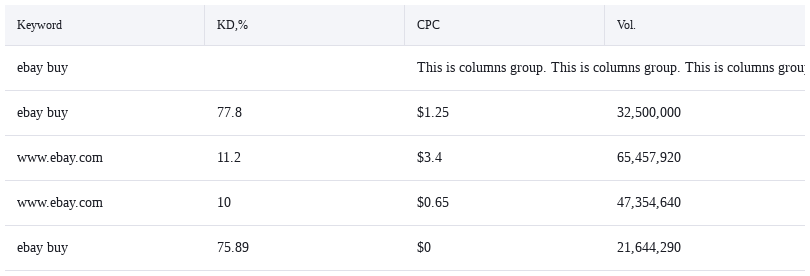 Keyword KD,% CPC Vol.
ebay buy This is columns group. This is columns group. This is columns grou
ebay buy 77.8 $1.25 32,500,000
www.ebay.com 11.2 $3.4 65,457,920
www.ebay.com 10 $0.65 47,354,640
ebay buy 75.89 $0 21,644,290